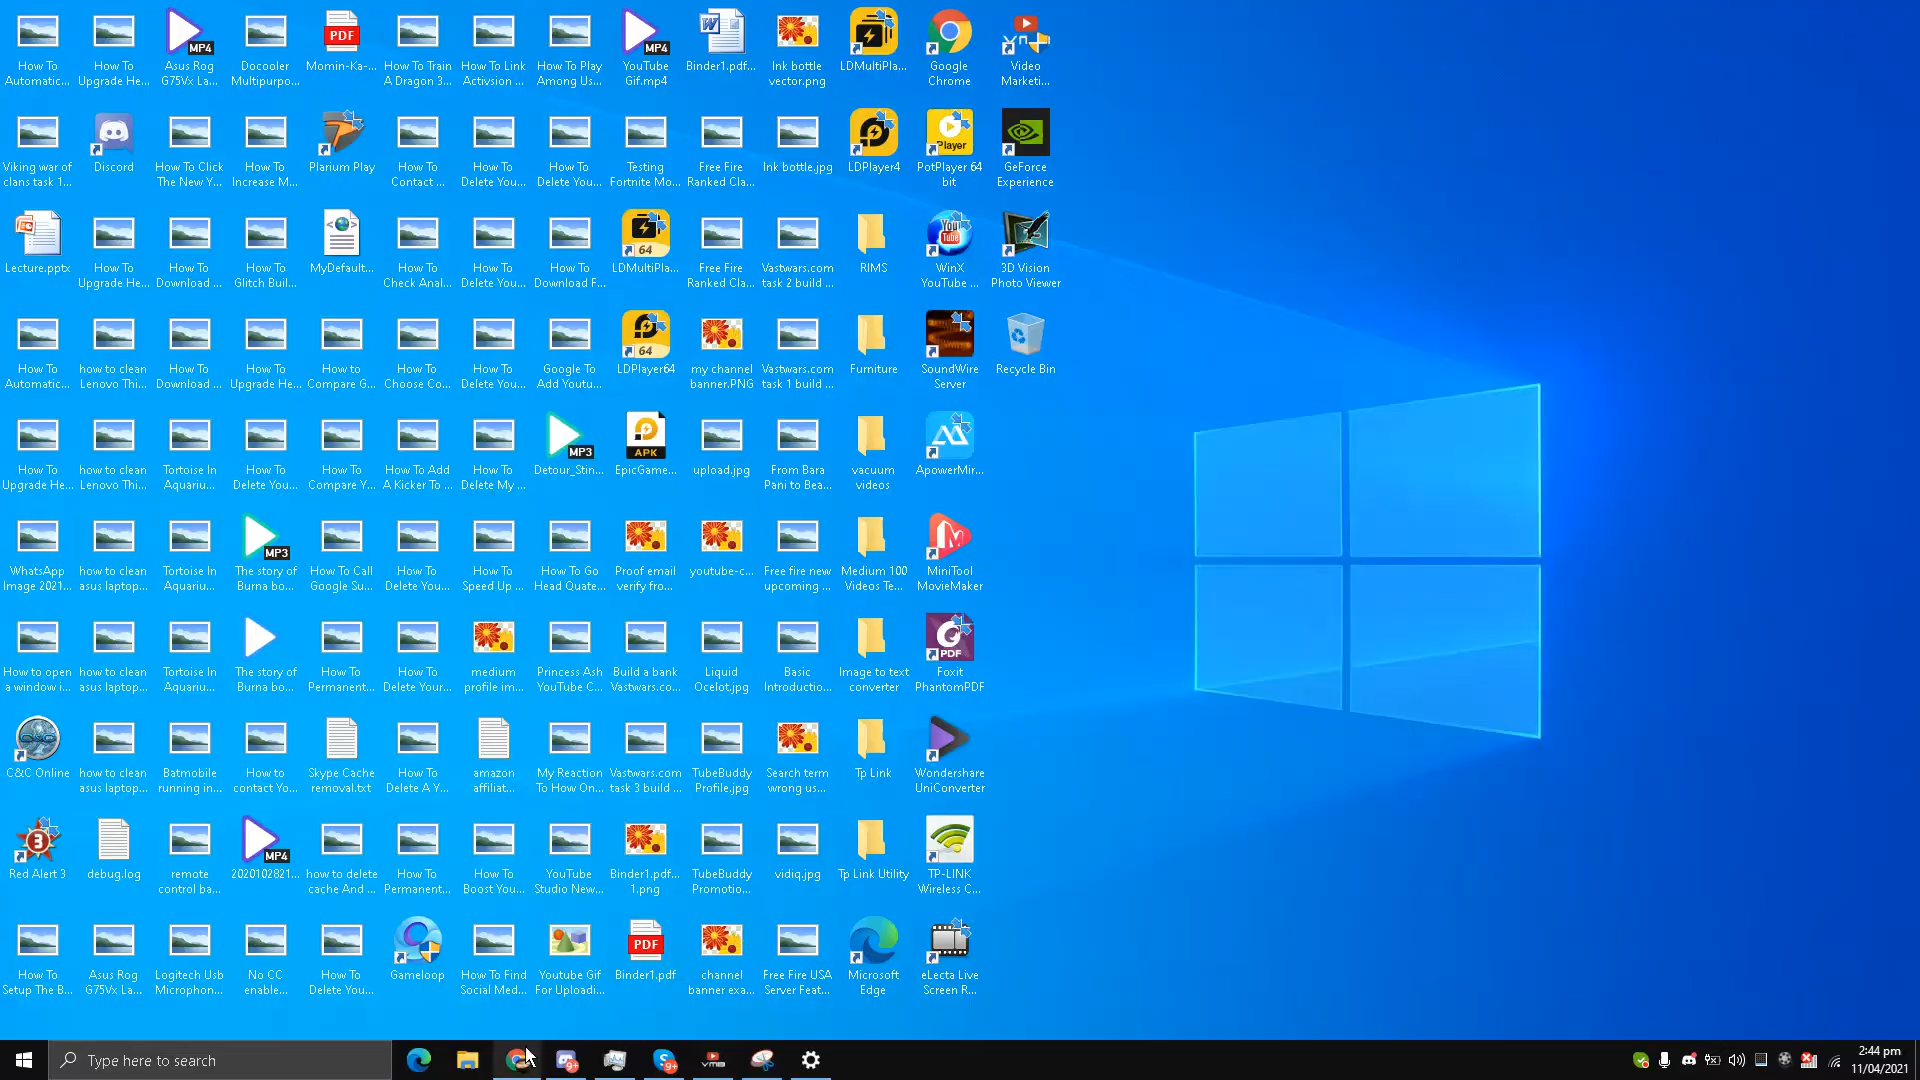 How To
Automatic...
How To
Upgrade He...
MP4
Asus Rog
G75Vx La...
Docooler
Multipurpo...
PDF
Momin-Ka-...
How To Train
A Dragon 3...
How To Link
Activsion ...
How To Play
Among Us...
MP4
YouTube
Gif.mp4
Binder1.pdf...
Ink bottle
vector.png
LDMultiPla...
Google
Chrome
Video
Marketi...
Viking war of
clans task 1...
Discord
How To Click
The New Y...
How To
Increase M...
Plarium Play
How To
Contact ...
How To
Delete You...
How To
Delete You...
Testing
Fortnite Mo...
Free Fire
Ranked Cla...
Ink bottle.jpg
LDPlayer4
Player
PotPlayer 64
bit
GeForce
Experience
Lecture.pptx
How To
Upgrade He...
How To
Download ...
How To
Glitch Buil...
MyDefault...
How To
Check Anal...
How To
Delete You...
How To
Download F...
64
LDMultiPla...
Free Fire
Ranked Cla...
Vastwars.com
task 2 build ...
RIMS
You
Tube
WinX
YouTube ...
3D Vision
Photo Viewer
How To
Automatic...
how to clean
Lenovo Thi...
How To
Download ...
How To
Upgrade He...
How to
Compare G...
How To
Choose Co...
How To
Delete You...
Google To
Add Youtu...
64
LDPlayer64
my channel
banner.PNG
Vastwars.com
task 1 build ...
Furniture
SoundWire
Server
Recycle Bin
How To
Upgrade He...
how to clean
Lenovo Thi...
Tortoise In
Aquariu...
How To
Delete You...
How To
Compare Y...
How To Add
A Kicker To ...
How To
Delete My ...
MP3
Detour_Stin...
APK
EpicGame...
upload.jpg
From Bara
Pani to Bea...
vacuum
videos
ApowerMir...
WhatsApp
Image 2021...
how to clean
asus laptop...
Tortoise In
Aquariu...
MP3
The story of
Burna bo...
How To Call
Google Su...
How To
Delete You...
How To
Speed Up ...
How To Go
Head Quate...
Proof email
verify fro...
youtube-c...
Free fire new
upcoming ...
Medium 100
Videos Te...
MiniTool
MovieMaker
How to open
a window i...
how to clean
asus laptop...
Tortoise In
Aquariu...
The story of
Burna bo...
How To
Permanent...
How To
Delete Your...
medium
profile im...
Princess Ash
YouTube C...
Build a bank
Vastwars.co...
Liquid
Ocelot.jpg
Basic
Introductio...
Image to text
converter
PDF
Foxit
PhantomPDF
C&C Online
how to clean
asus laptop...
Batmobile
running in...
How to
contact Yo...
Skype Cache
removal.txt
How To
Delete A Y...
amazon
affiliat...
My Reaction
To How On...
Vastwars.com
task 3 build ...
TubeBuddy
Profile.jpg
Search term
wrong us...
Tp Link
Wondershare
UniConverter
3
Red Alert 3
debug.log
remote
control ba...
MP4
2020102821...
how to delete
cache And ...
How To
Permanent...
How To
Boost You...
YouTube
Studio New...
Binder1.pdf...
1.png
TubeBuddy
Promotio...
vidiq.jpg
Tp Link Utility
TP-LINK
Wireless C...
How To
Setup The B...
Asus Rog
G75Vx La...
Logitech Usb
Microphon...
No CC
enable...
How To
Delete You...
Gameloop
How To Find
Social Med...
Youtube Gif
For Uploadi...
PDF
Binder1.pdf
channel
banner exa...
Free Fire USA
Server Feat...
Microsoft
Edge
eLecta Live
Screen R...
Type here to search
2:44 pm
11/04/2021